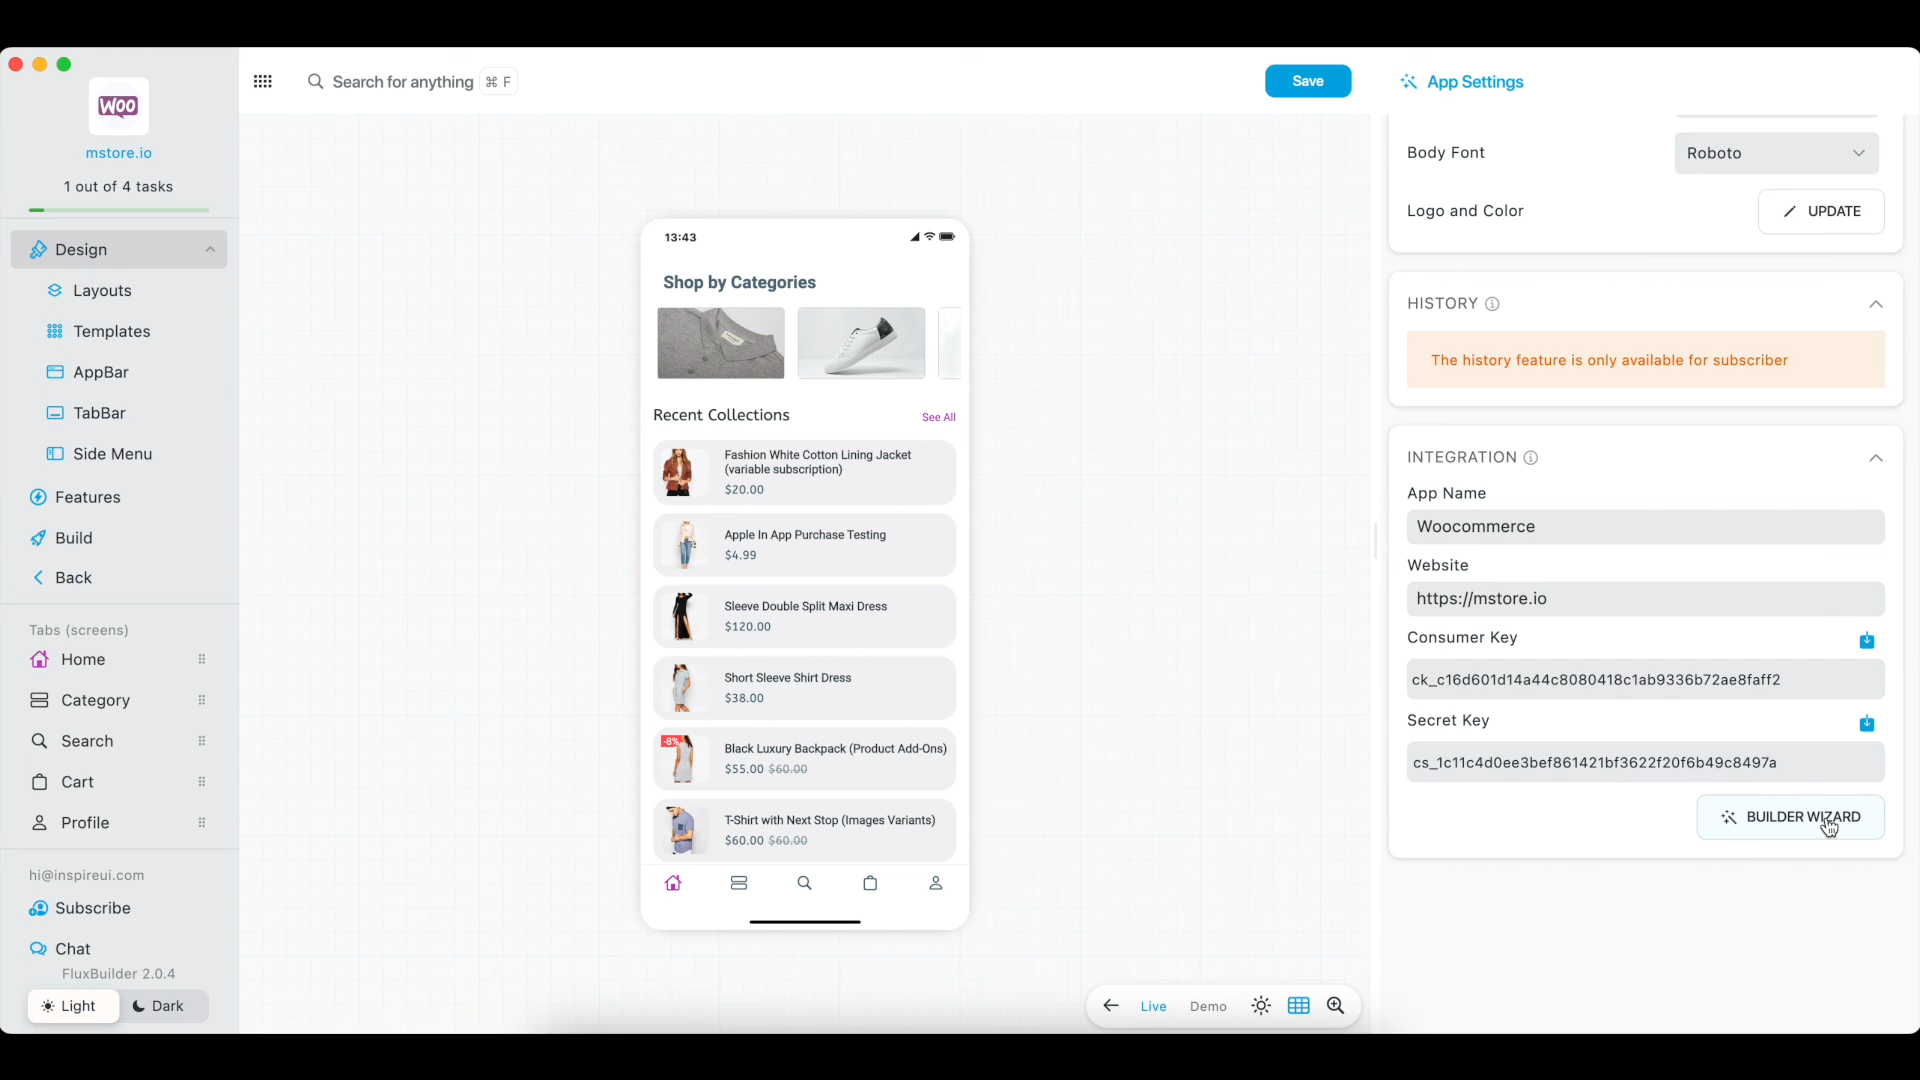 WOO
mstore.io
1 out of 4 tasks
Design
Layouts
Templates
AppBar
TabBar
Side Menu
Features
Build
Back
Tabs (screens)
Home
Category
Search
Cart
Profile
hi@inspireui.com
Subscribe
Chat
FluxBuilder 2.0.4
Light
Dark
Search for anything ⌘ F
Save
13:43
Shop by Categories
Recent Collections
See All
Fashion White Cotton Lining Jacket
(variable subscription)
$20.00
Apple In App Purchase Testing
$4.99
Sleeve Double Split Maxi Dress
$120.00
Short Sleeve Shirt Dress
$38.00
-8%
Black Luxury Backpack (Product Add-Ons)
$55.00 $60.00
T-Shirt with Next Stop (Images Variants)
$60.00 $60.00
Live
Demo
App Settings
Body Font
Roboto
Logo and Color
UPDATE
HISTORY
The history feature is only available for subscriber
INTEGRATION
App Name
Woocommerce
Website
https://mstore.io
Consumer Key
ck_c16d601d14a44c8080418c1ab9336b72ae8faff2
Secret Key
cs_1c11c4d0ee3bef861421bf3622f20f6b49c8497a
BUILDER WIZARD